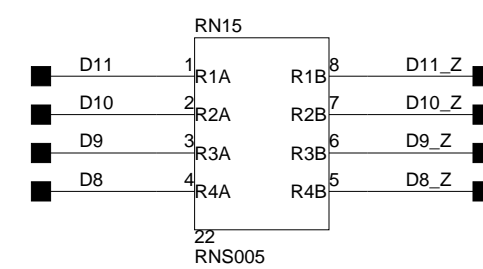 RN15
D11 1 R1A R1B 8 D11_Z
D10 2 R2A R2B 7 D10_Z
D9 3 R3A R3B 6 D9_Z
D8 4 R4A R4B 5 D8_Z
22
RNS005